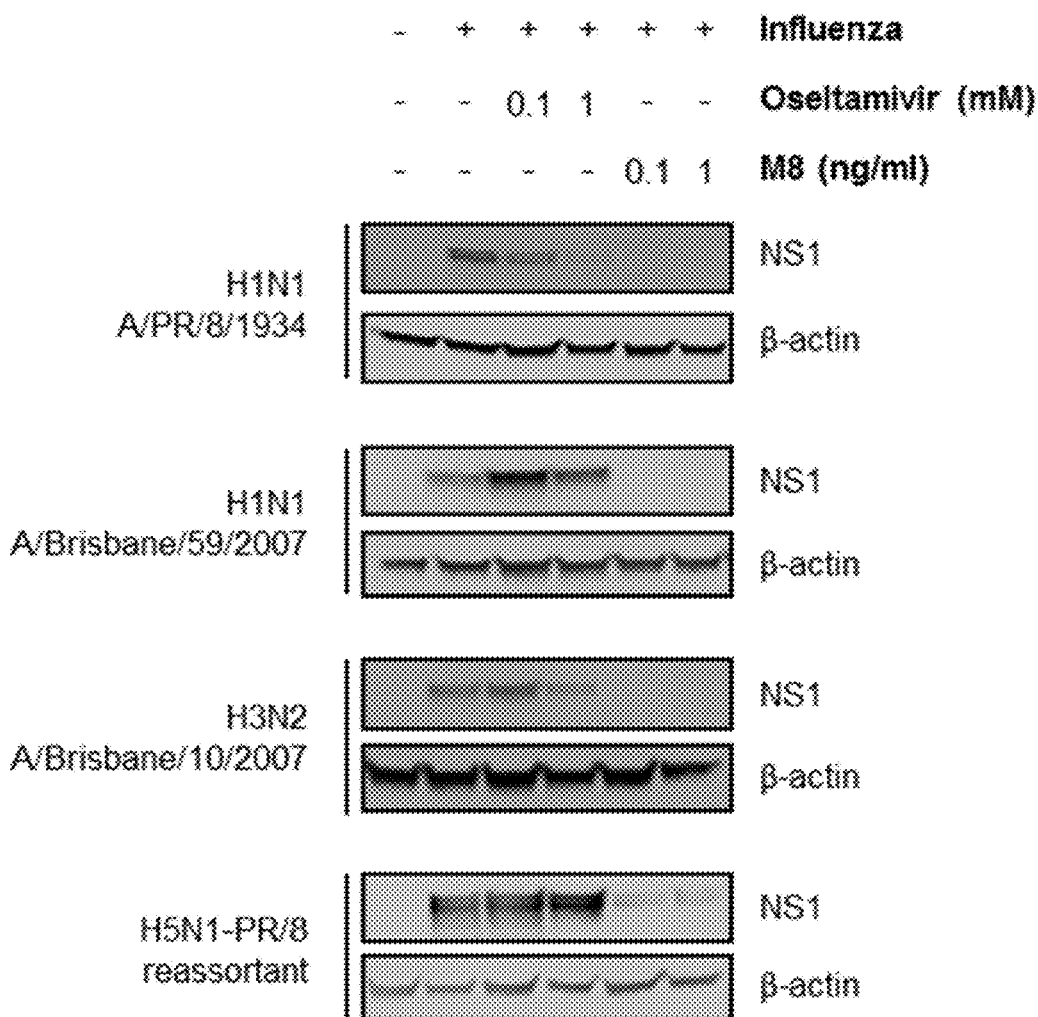 - + + + + + Influenza
- - 0.1 1 - - Oseltamivir (mM)
- - - - 0.1 1 M8 (ng/ml)
H1N1
A/PR/8/1934
NS1
β-actin
H1N1
A/Brisbane/59/2007
NS1
β-actin
H3N2
A/Brisbane/10/2007
NS1
β-actin
H5N1-PR/8
reassortant
NS1
β-actin